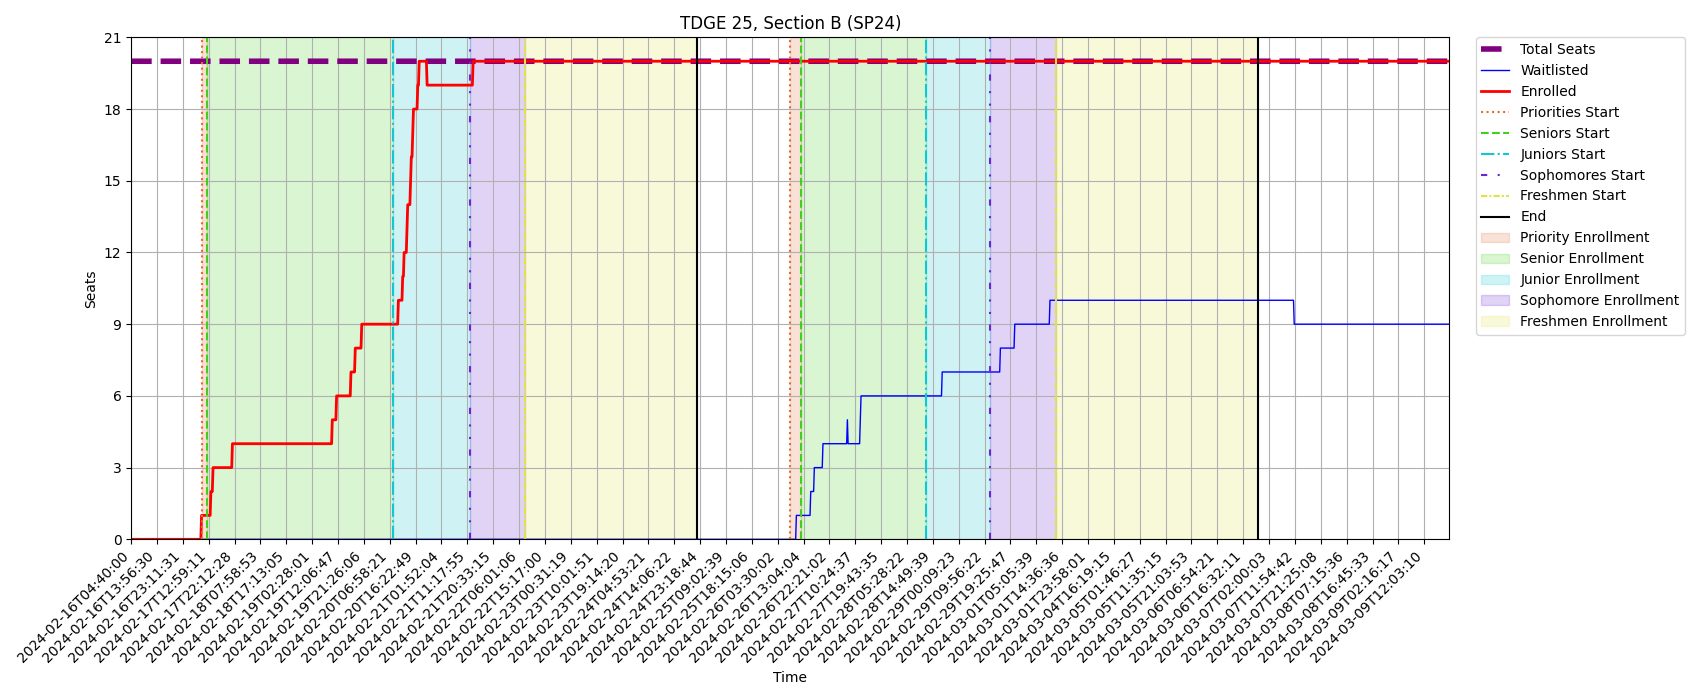 TDGE 25, Section B (SP24)
21
18
15
12
9
6
3
0
Seats
2024-02-16T04:40:00
2024-02-16T13:56:30
2024-02-16T23:11:31
2024-02-17T12:59:11
2024-02-17T22:12:28
2024-02-18T07:58:53
2024-02-18T17:13:05
2024-02-19T02:28:01
2024-02-19T12:06:47
2024-02-19T21:26:06
2024-02-20T06:58:21
2024-02-20T16:22:49
2024-02-21T01:52:04
2024-02-21T11:17:55
2024-02-21T20:33:15
2024-02-22T06:01:06
2024-02-22T15:17:00
2024-02-23T00:31:19
2024-02-23T10:01:51
2024-02-23T19:14:20
2024-02-24T04:53:21
2024-02-24T14:06:22
2024-02-24T23:18:44
2024-02-25T09:02:39
2024-02-25T18:15:06
2024-02-26T03:30:02
2024-02-26T13:04:04
2024-02-26T22:21:02
2024-02-27T10:24:37
2024-02-27T19:43:35
2024-02-28T05:28:22
2024-02-28T14:49:39
2024-02-29T00:09:23
2024-02-29T09:56:22
2024-02-29T19:25:47
2024-03-01T05:05:39
2024-03-01T14:36:36
2024-03-01T23:58:01
2024-03-04T16:19:15
2024-03-05T01:46:27
2024-03-05T11:35:15
2024-03-05T21:03:53
2024-03-06T06:54:21
2024-03-06T16:32:11
2024-03-07T02:00:03
2024-03-07T11:54:42
2024-03-07T21:25:08
2024-03-08T07:15:36
2024-03-08T16:45:33
2024-03-09T02:16:17
2024-03-09T12:03:10
Time
Total Seats
Waitlisted
Enrolled
Priorities Start
Seniors Start
Juniors Start
Sophomores Start
Freshmen Start
End
Priority Enrollment
Senior Enrollment
Junior Enrollment
Sophomore Enrollment
Freshmen Enrollment